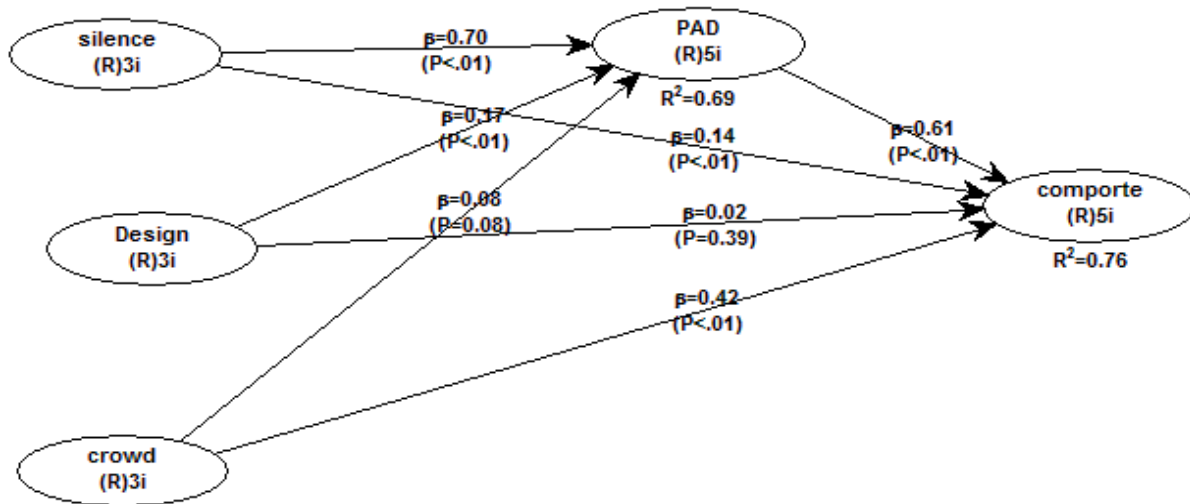 silence
(R)3i
PAD
(R)5i
R²=0.69
β=0.70
(P<.01)
β=0.17
(P<.01)
β=0.14
(P<.01)
β=0.61
(P<.01)
comporte
(R)5i
R²=0.76
Design
(R)3i
β=0.08
(P=0.08)
β=0.02
(P=0.39)
β=0.42
(P<.01)
crowd
(R)3i